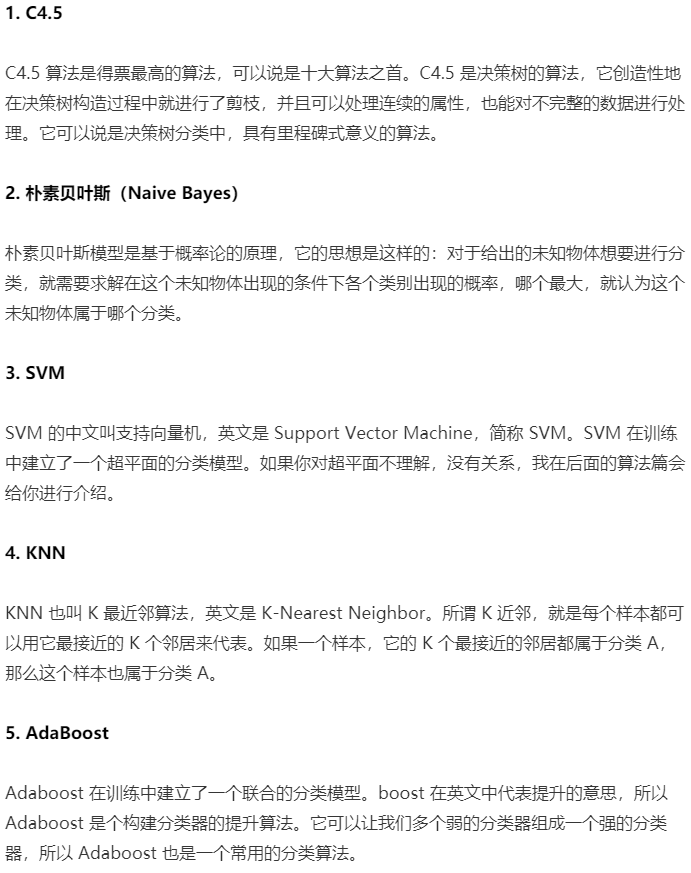 1. C4.5
C4.5 算法是得票最高的算法，可以说是十大算法之首。C4.5 是决策树的算法，它创造性地
在决策树构造过程中就进行了剪枝，并且可以处理连续的属性，也能对不完整的数据进行处
理。它可以说是决策树分类中，具有里程碑式意义的算法。
2. 朴素贝叶斯（Naive Bayes）
朴素贝叶斯模型是基于概率论的原理，它的思想是这样的：对于给出的未知物体想要进行分
类，就需要求解在这个未知物体出现的条件下各个类别出现的概率，哪个最大，就认为这个
未知物体属于哪个分类。
3. SVM
SVM 的中文叫支持向量机，英文是 Support Vector Machine，简称 SVM。SVM 在训练
中建立了一个超平面的分类模型。如果你对超平面不理解，没有关系，我在后面的算法篇会
给你进行介绍。
4. KNN
KNN 也叫 K 最近邻算法，英文是 K-Nearest Neighbor。所谓 K 近邻，就是每个样本都可
以用它最接近的 K 个邻居来代表。如果一个样本，它的 K 个最接近的邻居都属于分类 A，
那么这个样本也属于分类 A。
5. AdaBoost
Adaboost 在训练中建立了一个联合的分类模型。boost 在英文中代表提升的意思，所以
Adaboost 是个构建分类器的提升算法。它可以让我们多个弱的分类器组成一个强的分类
器，所以 Adaboost 也是一个常用的分类算法。